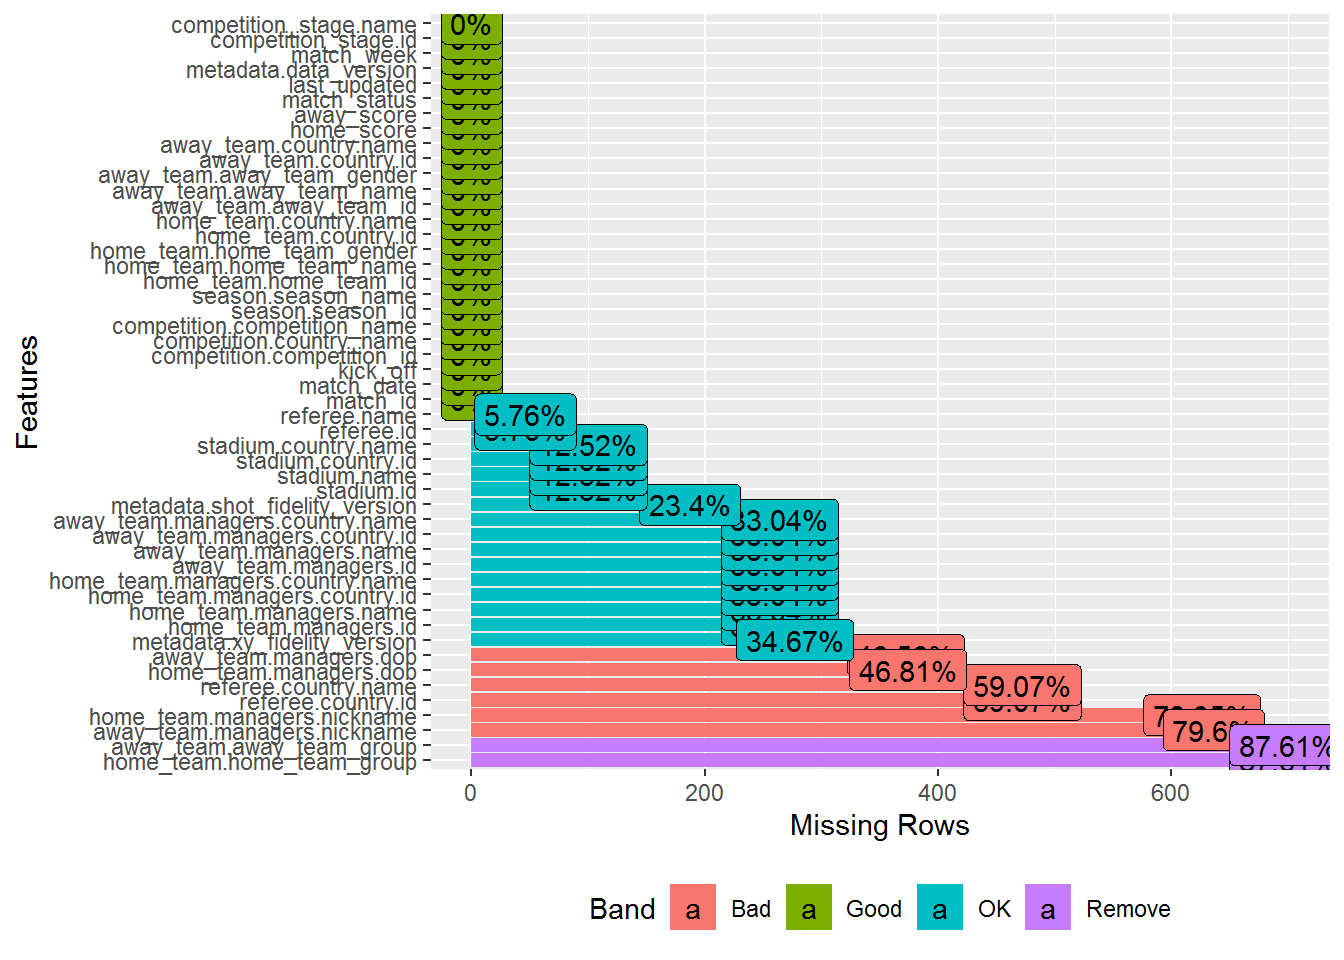 competition_stage.name
competition_stage.id
match_week
metadata.data_version
last_updated
match_status
away_score
home_score
away_team.country.name
away_team.country.id
away_team.away_team_gender
away_team.away_team_name
away_team.away_team_id
home_team.country.name
home_team.country.id
home_team.home_team_gender
home_team.home_team_name
home_team.home_team_id
season.season_name
season.season_id
competition.competition_name
competition.country_name
competition.competition_id
kick_off
match_date
match_id
referee.name
referee.id
stadium.country.name
stadium.country.id
stadium.name
stadium.id
metadata.shot_fidelity_version
away_team.managers.country.name
away_team.managers.country.id
away_team.managers.name
away_team.managers.id
home_team.managers.country.name
home_team.managers.country.id
home_team.managers.name
home_team.managers.id
metadata.xy_fidelity_version
away_team.managers.dob
home_team.managers.dob
referee.country.name
referee.country.id
home_team.managers.nickname
away_team.managers.nickname
away_team.away_team_group
home_team.home_team_group
Features
0%
5.76%
12.52%
23.4%
33.04%
34.67%
46.81%
59.07%
79.6%
87.61%
0 200 400 600
Missing Rows
Band a Bad a Good a OK a Remove